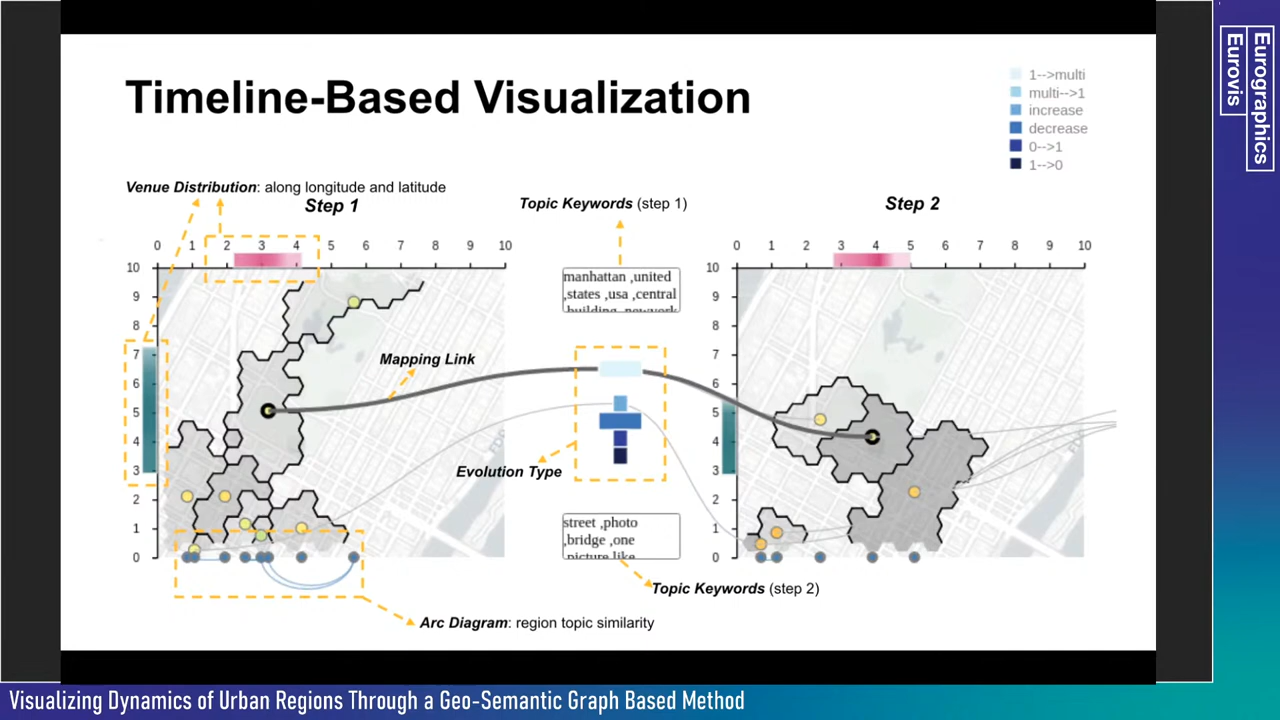 Timeline-Based Visualization
1-->multi
multi-->1
increase
decrease
0-->1
1-->0
Eurographics
Eurovis
Venue Distribution: along longitude and latitude
Step 1
Topic Keywords (step 1)
Step 2
0 1 2 3 4 5 6 7 8 9 10
10
9
8
7
6
5
4
3
2
1
0
manhattan ,united
,states ,usa ,central
building, newyork
Mapping Link
Evolution Type
street ,photo
,bridge ,one
picture like
0 1 2 3 4 5 6 7 8 9 10
10
9
8
7
6
5
4
3
2
1
0
Topic Keywords (step 2)
Arc Diagram: region topic similarity
Visualizing Dynamics of Urban Regions Through a Geo-Semantic Graph Based Method